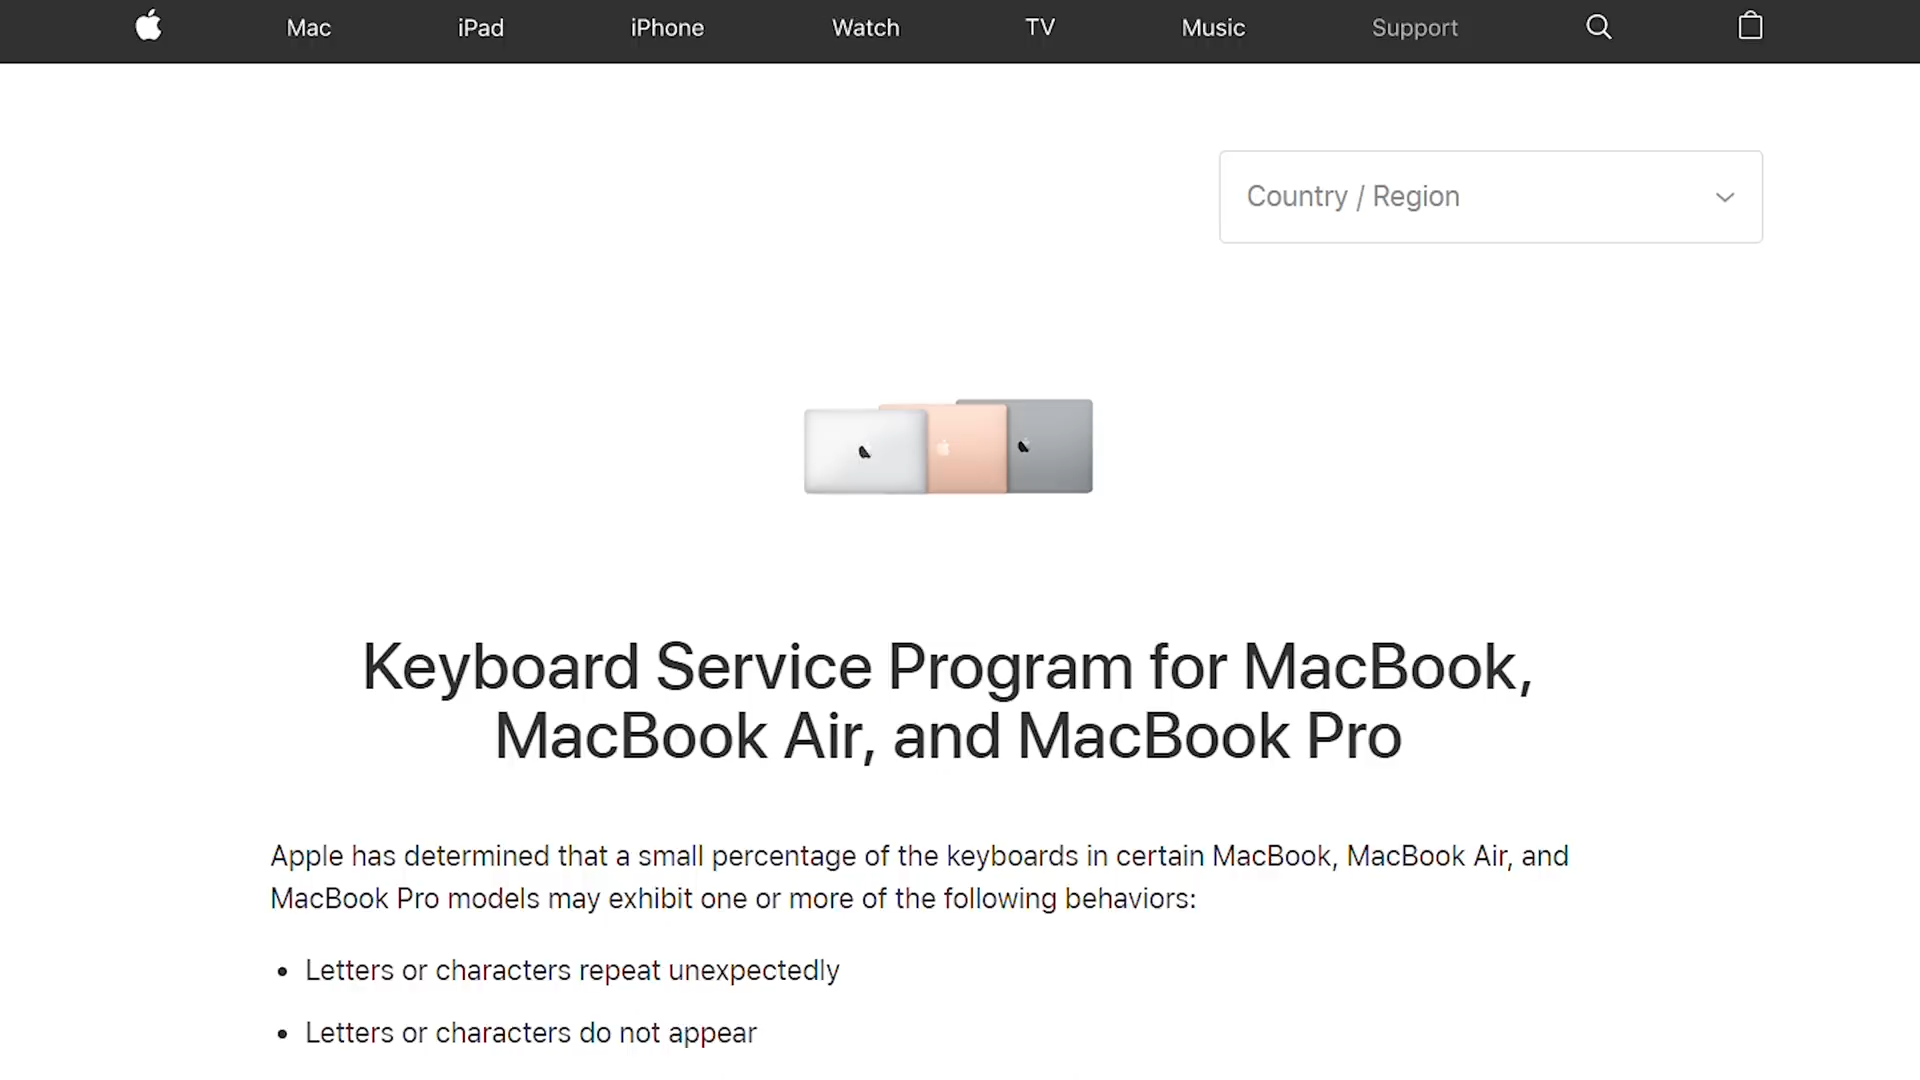 Mac iPad iPhone Watch TV Music Support
Country / Region
Keyboard Service Program for MacBook,
MacBook Air, and MacBook Pro
Apple has determined that a small percentage of the keyboards in certain MacBook, MacBook Air, and
MacBook Pro models may exhibit one or more of the following behaviors:
• Letters or characters repeat unexpectedly
• Letters or characters do not appear